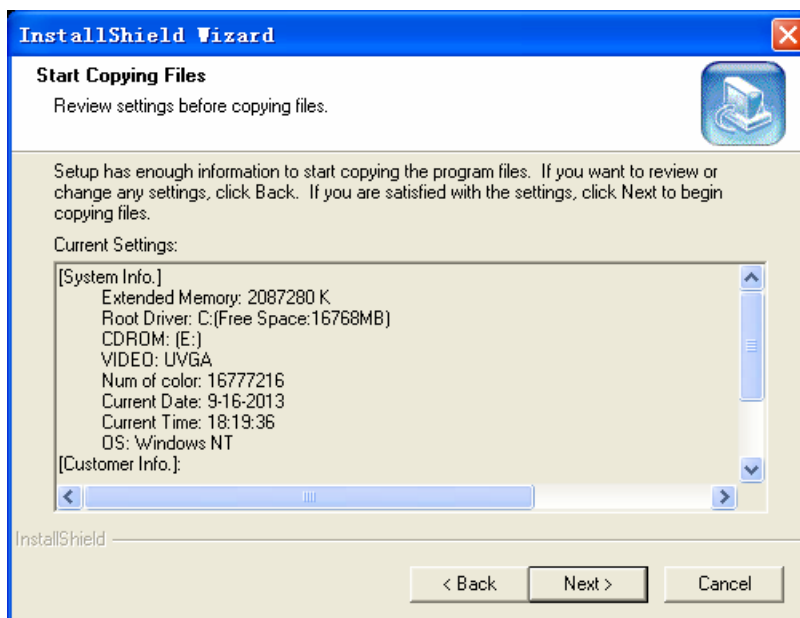 InstallShield Wizard
Start Copying Files
Review settings before copying files.
Setup has enough information to start copying the program files.  If you want to review or
change any settings, click Back.  If you are satisfied with the settings, click Next to begin
copying files.
Current Settings:
[System Info.]
Extended Memory: 2087280 K
Root Driver: C:(Free Space:16768MB)
CDROM: (E:)
VIDEO: UVGA
Num of color: 16777216
Current Date: 9-16-2013
Current Time: 18:19:36
OS: Windows NT
[Customer Info.]:
InstallShield
< Back
Next >
Cancel